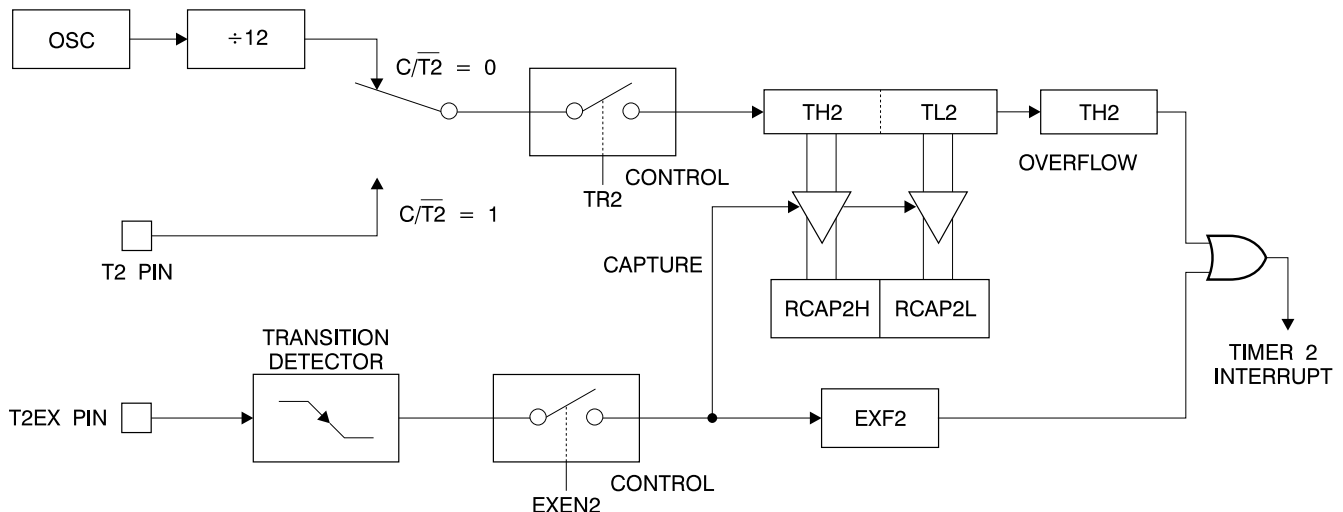 OSC
÷12
C/T2̅ = 0
TH2
TL2
TH2
OVERFLOW
CONTROL
TR2
C/T2̅ = 1
T2 PIN
CAPTURE
RCAP2H
RCAP2L
TRANSITION
DETECTOR
TIMER 2
INTERRUPT
T2EX PIN
EXF2
CONTROL
EXEN2